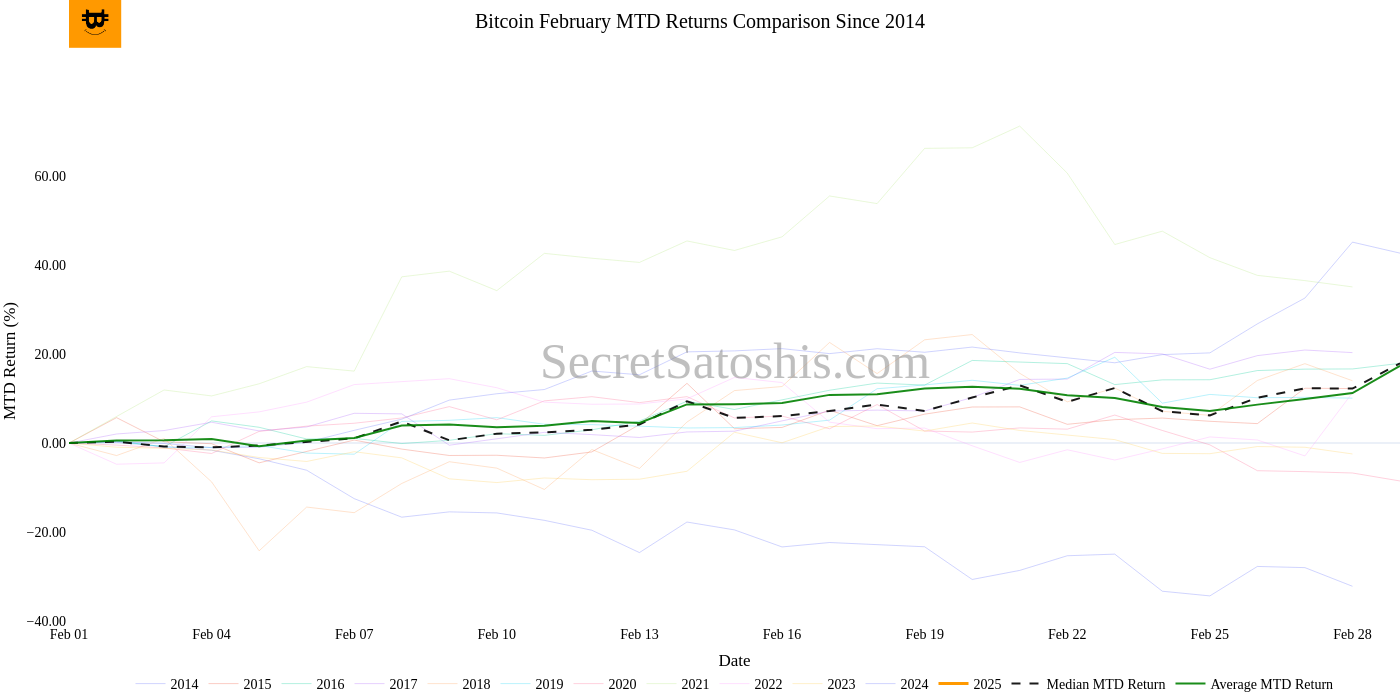 Bitcoin February MTD Returns Comparison Since 2014
60.00
40.00
20.00
0.00
−20.00
−40.00
MTD Return (%)
SecretSatoshis.com
Feb 01 Feb 04 Feb 07 Feb 10 Feb 13 Feb 16 Feb 19 Feb 22 Feb 25 Feb 28
Date
2014 2015 2016 2017 2018 2019 2020 2021 2022 2023 2024 2025 Median MTD Return Average MTD Return